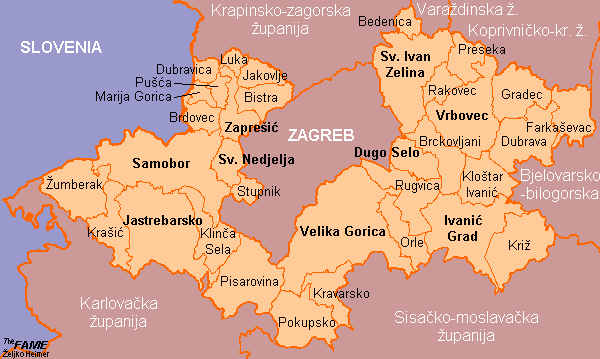 Krapinsko-zagorska
županija
Varaždinska ž.
Koprivničko-kr. ž.
Bedenica
SLOVENIA
Luka
Sv. Ivan
Zelina
Preseka
Dubravica
Jakovlje
Pušća
Marija Gorica
Bistra
Rakovec
Gradec
Brdovec
Vrbovec
Zaprešić
Farkaševac
ZAGREB
Brckovljani
Dubrava
Samobor
Sv. Nedjelja
Dugo Selo
Bjelovarsko
-bilogorska
Kloštar
Ivanić
Žumberak
Stupnik
Rugvica
Jastrebarsko
Krašić
Klinča
Sela
Velika Gorica
Ivanić
Grad
Orle
Križ
Pisarovina
Kravarsko
Karlovačka
županija
Pokupsko
Sisačko-moslavačka
županija
The FAME
Željko Heimer